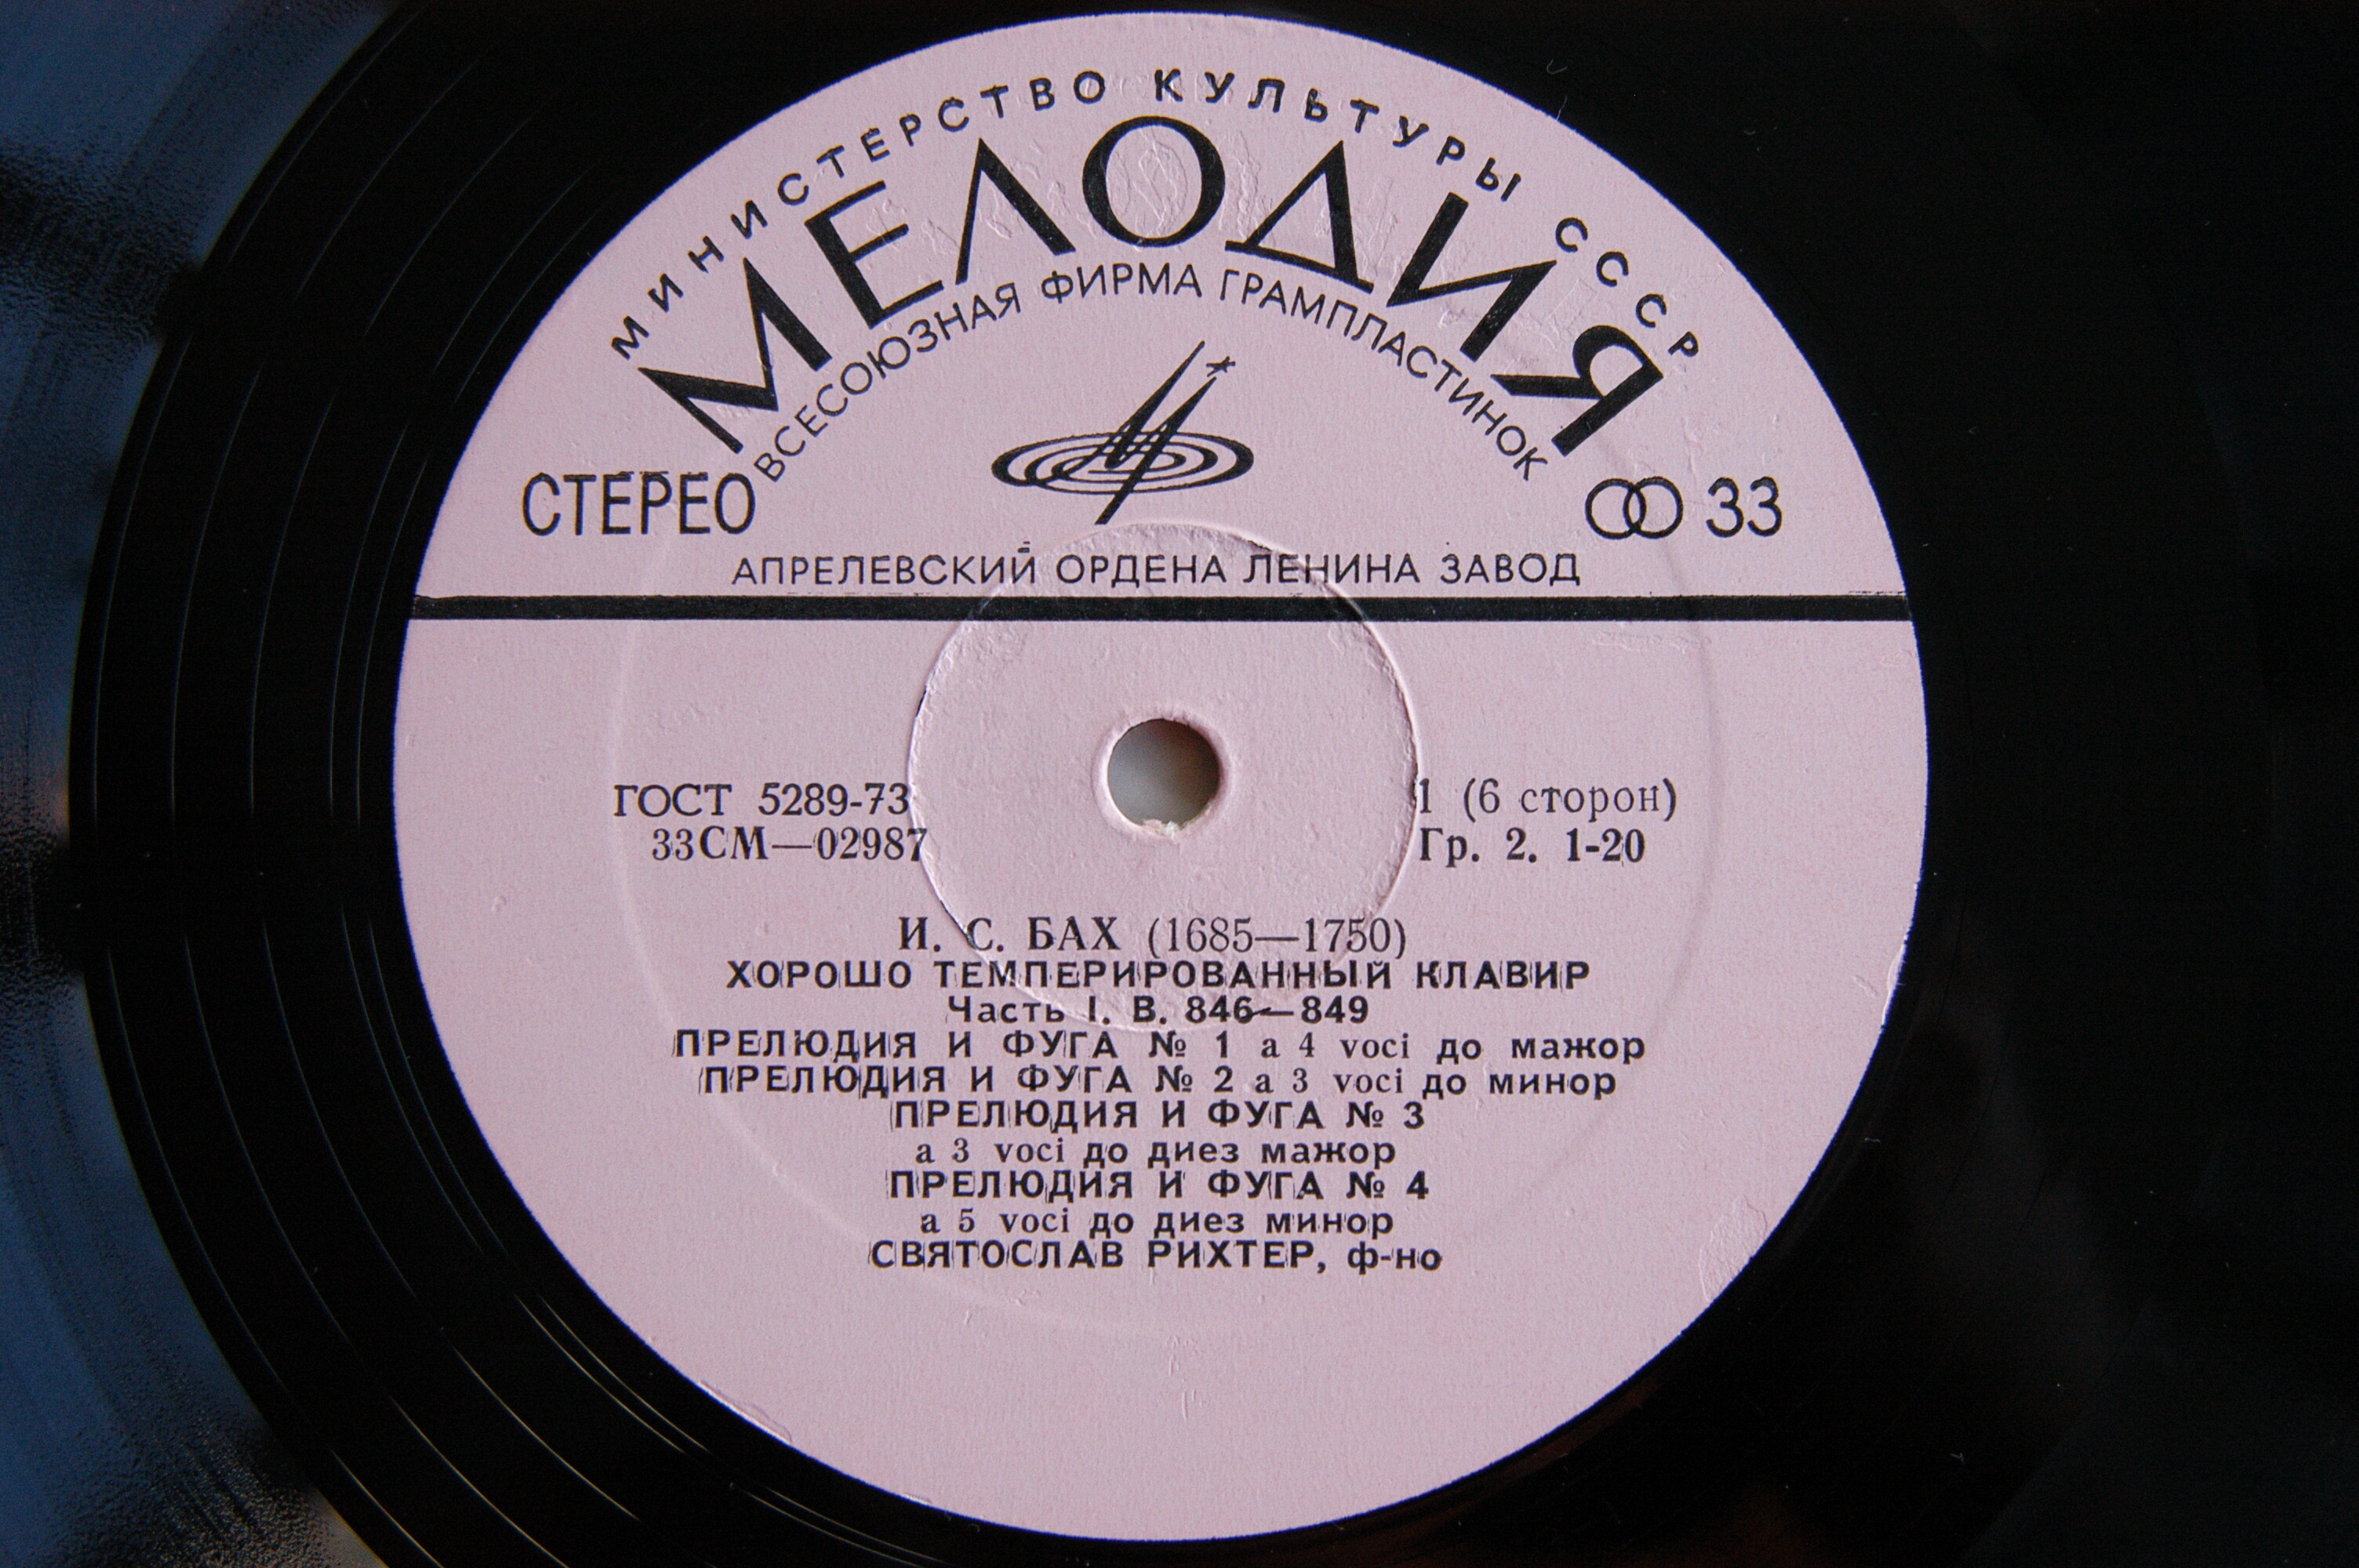 МИНИСТЕРСТВО КУЛЬТУРЫ СССР
МЕЛОДИЯ
ВСЕСОЮЗНАЯ ФИРМА ГРАМПЛАСТИНОК
СТЕРЕО
33
АПРЕЛЕВСКИЙ ОРДЕНА ЛЕНИНА ЗАВОД
ГОСТ 5289-73
1 (6 сторон)
33СМ—02987
Гр. 2. 1-20
И. С. БАХ (1685—1750)
ХОРОШО ТЕМПЕРИРОВАННЫЙ КЛАВИР
Часть I. В. 846—849
ПРЕЛЮДИЯ И ФУГА № 1 a 4 voci до мажор
ПРЕЛЮДИЯ И ФУГА № 2 a 3 voci до минор
ПРЕЛЮДИЯ И ФУГА № 3
a 3 voci до диез мажор
ПРЕЛЮДИЯ И ФУГА № 4
a 5 voci до диез минор
СВЯТОСЛАВ РИХТЕР, ф-но